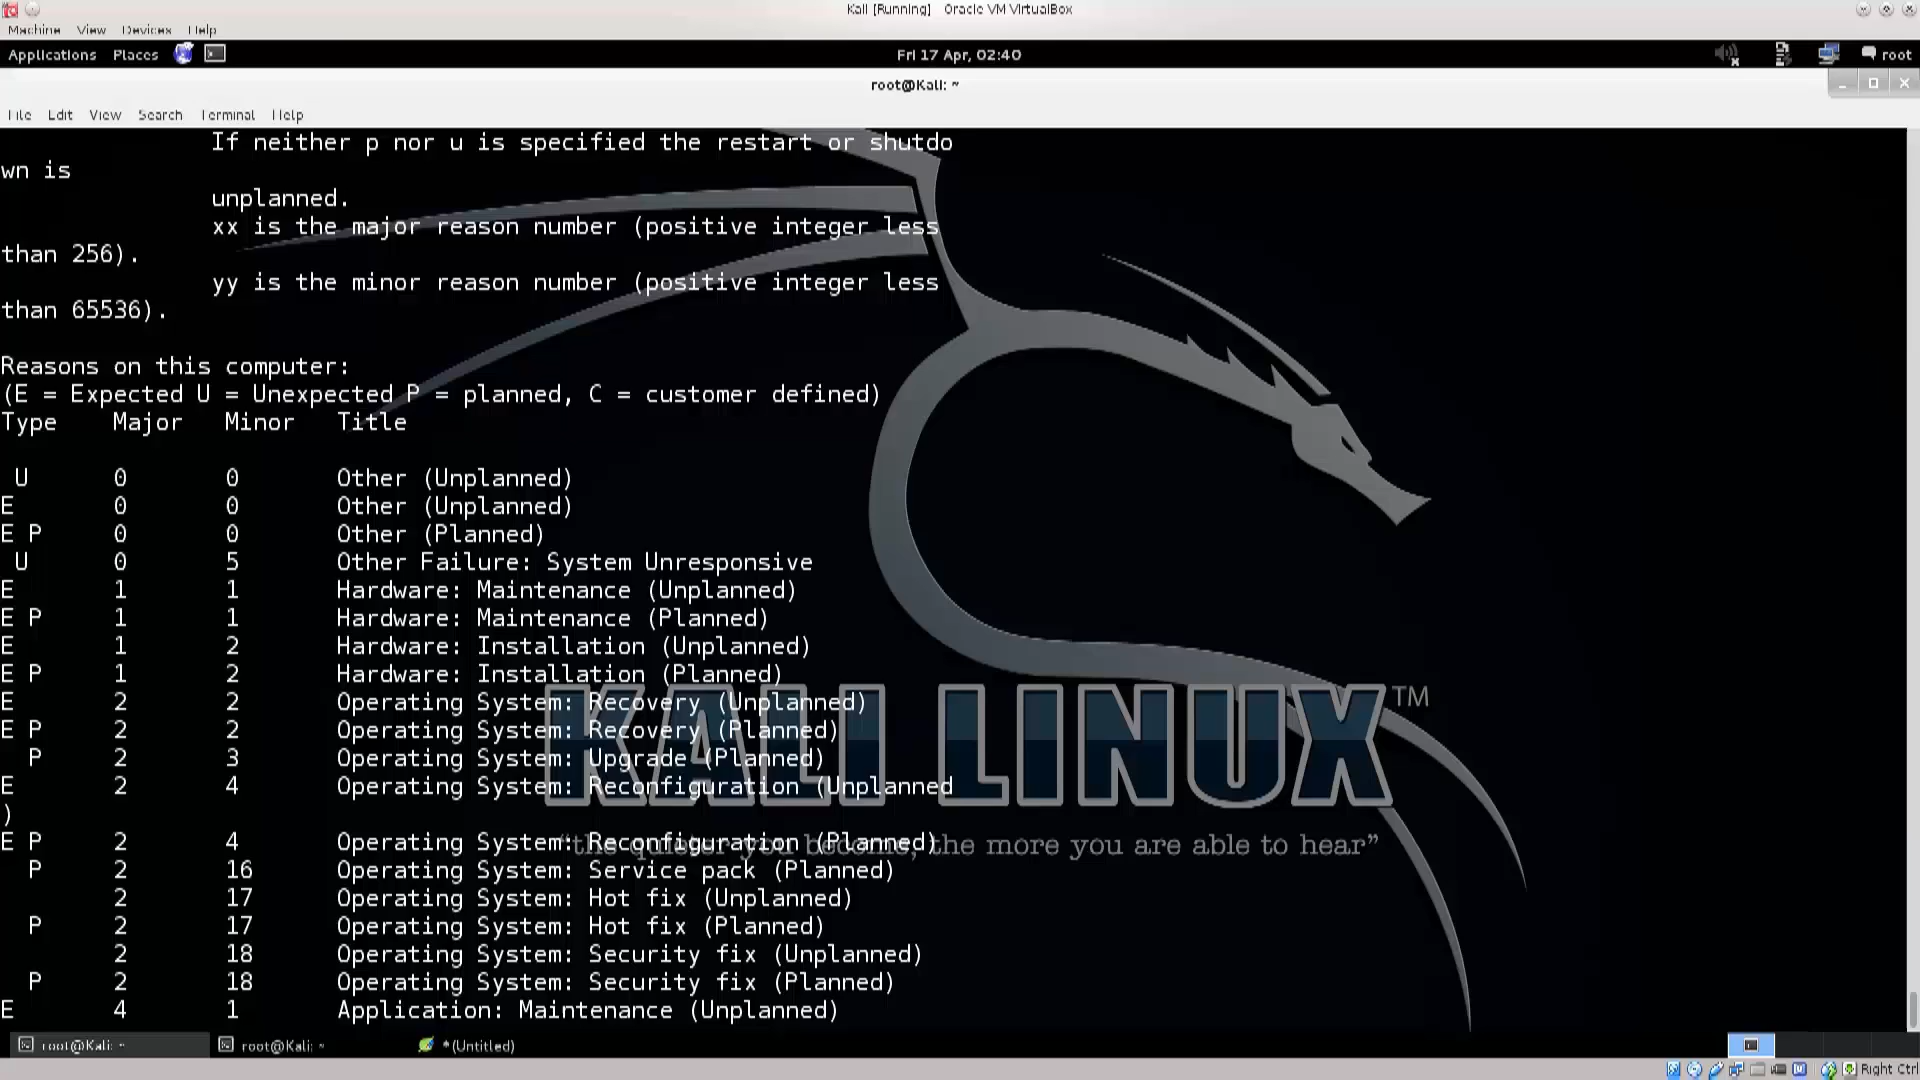 Kali [Running] - Oracle VM VirtualBox
Machine View Devices Help
Applications Places Fri 17 Apr, 02:40 root
root@Kali: ~
File Edit View Search Terminal Help
If neither p nor u is specified the restart or shutdo
wn is
unplanned.
xx is the major reason number (positive integer less
than 256).
yy is the minor reason number (positive integer less
than 65536).
Reasons on this computer:
(E = Expected U = Unexpected P = planned, C = customer defined)
Type Major Minor Title
U 0 0 Other (Unplanned)
E 0 0 Other (Unplanned)
E P 0 0 Other (Planned)
U 0 5 Other Failure: System Unresponsive
E 1 1 Hardware: Maintenance (Unplanned)
E P 1 1 Hardware: Maintenance (Planned)
E 1 2 Hardware: Installation (Unplanned)
E P 1 2 Hardware: Installation (Planned)
E 2 2 Operating System: Recovery (Unplanned)
E P 2 2 Operating System: Recovery (Planned)
P 2 3 Operating System: Upgrade (Planned)
E 2 4 Operating System: Reconfiguration (Unplanned
)
E P 2 4 Operating System: Reconfiguration (Planned)
P 2 16 Operating System: Service pack (Planned)
2 17 Operating System: Hot fix (Unplanned)
P 2 17 Operating System: Hot fix (Planned)
2 18 Operating System: Security fix (Unplanned)
P 2 18 Operating System: Security fix (Planned)
E 4 1 Application: Maintenance (Unplanned)
KALI LINUX TM
"the quieter you become, the more you are able to hear"
root@Kali: ~ root@Kali: ~ *(Untitled)
Right Ctrl